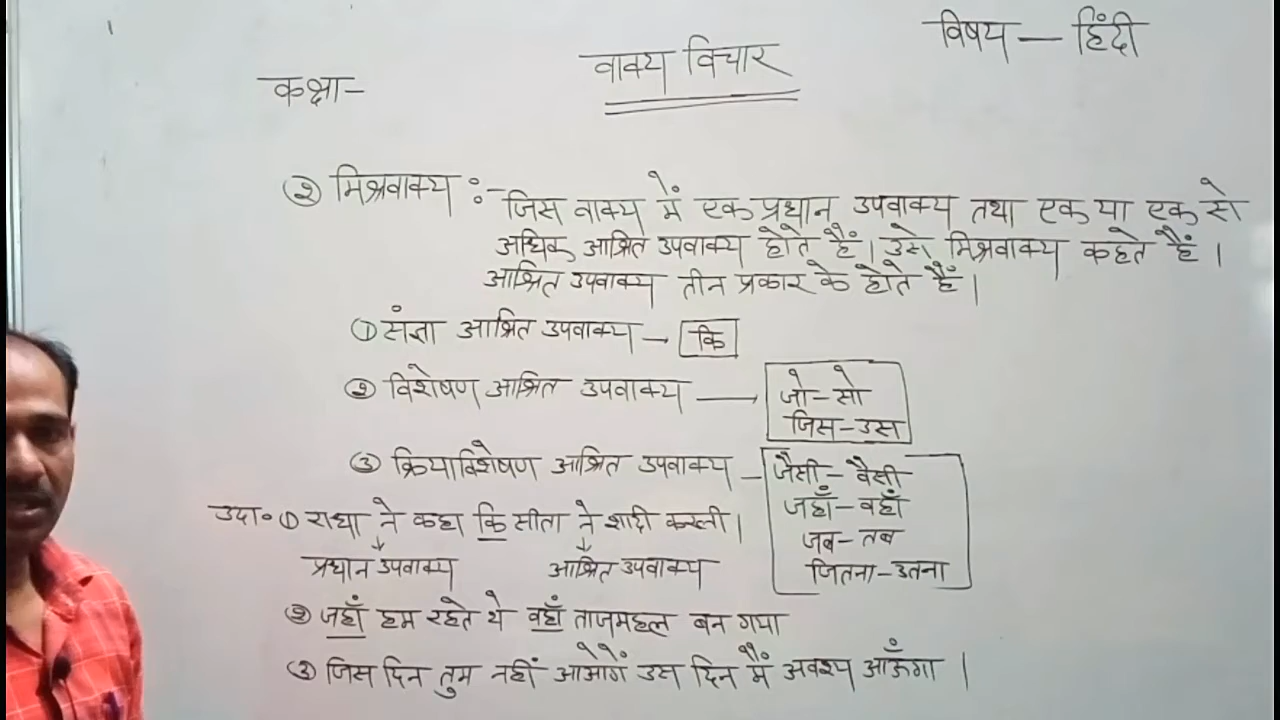 विषय — हिंदी
कक्षा-
वाक्य विचार
② मिश्रवाक्य :- जिस वाक्य में एक प्रधान उपवाक्य तथा एक या एक से
अधिक आश्रित उपवाक्य होते हैं। उसे मिश्रवाक्य कहते हैं।
आश्रित उपवाक्य तीन प्रकार के होते हैं।
① संज्ञा आश्रित उपवाक्य → कि
② विशेषण आश्रित उपवाक्य → जो-सो
जिस-उस
③ क्रियाविशेषण आश्रित उपवाक्य – जैसी-वैसी
जहाँ-वहाँ
जब-तब
जितना-उतना
उदा॰ ① राधा ने कहा कि सीता ने शादी करली।
प्रधान उपवाक्य आश्रित उपवाक्य
② जहाँ हम रहते थे वहाँ ताजमहल बन गया
③ जिस दिन तुम नहीं आओगें उस दिन मैं अवश्य आऊँगा।